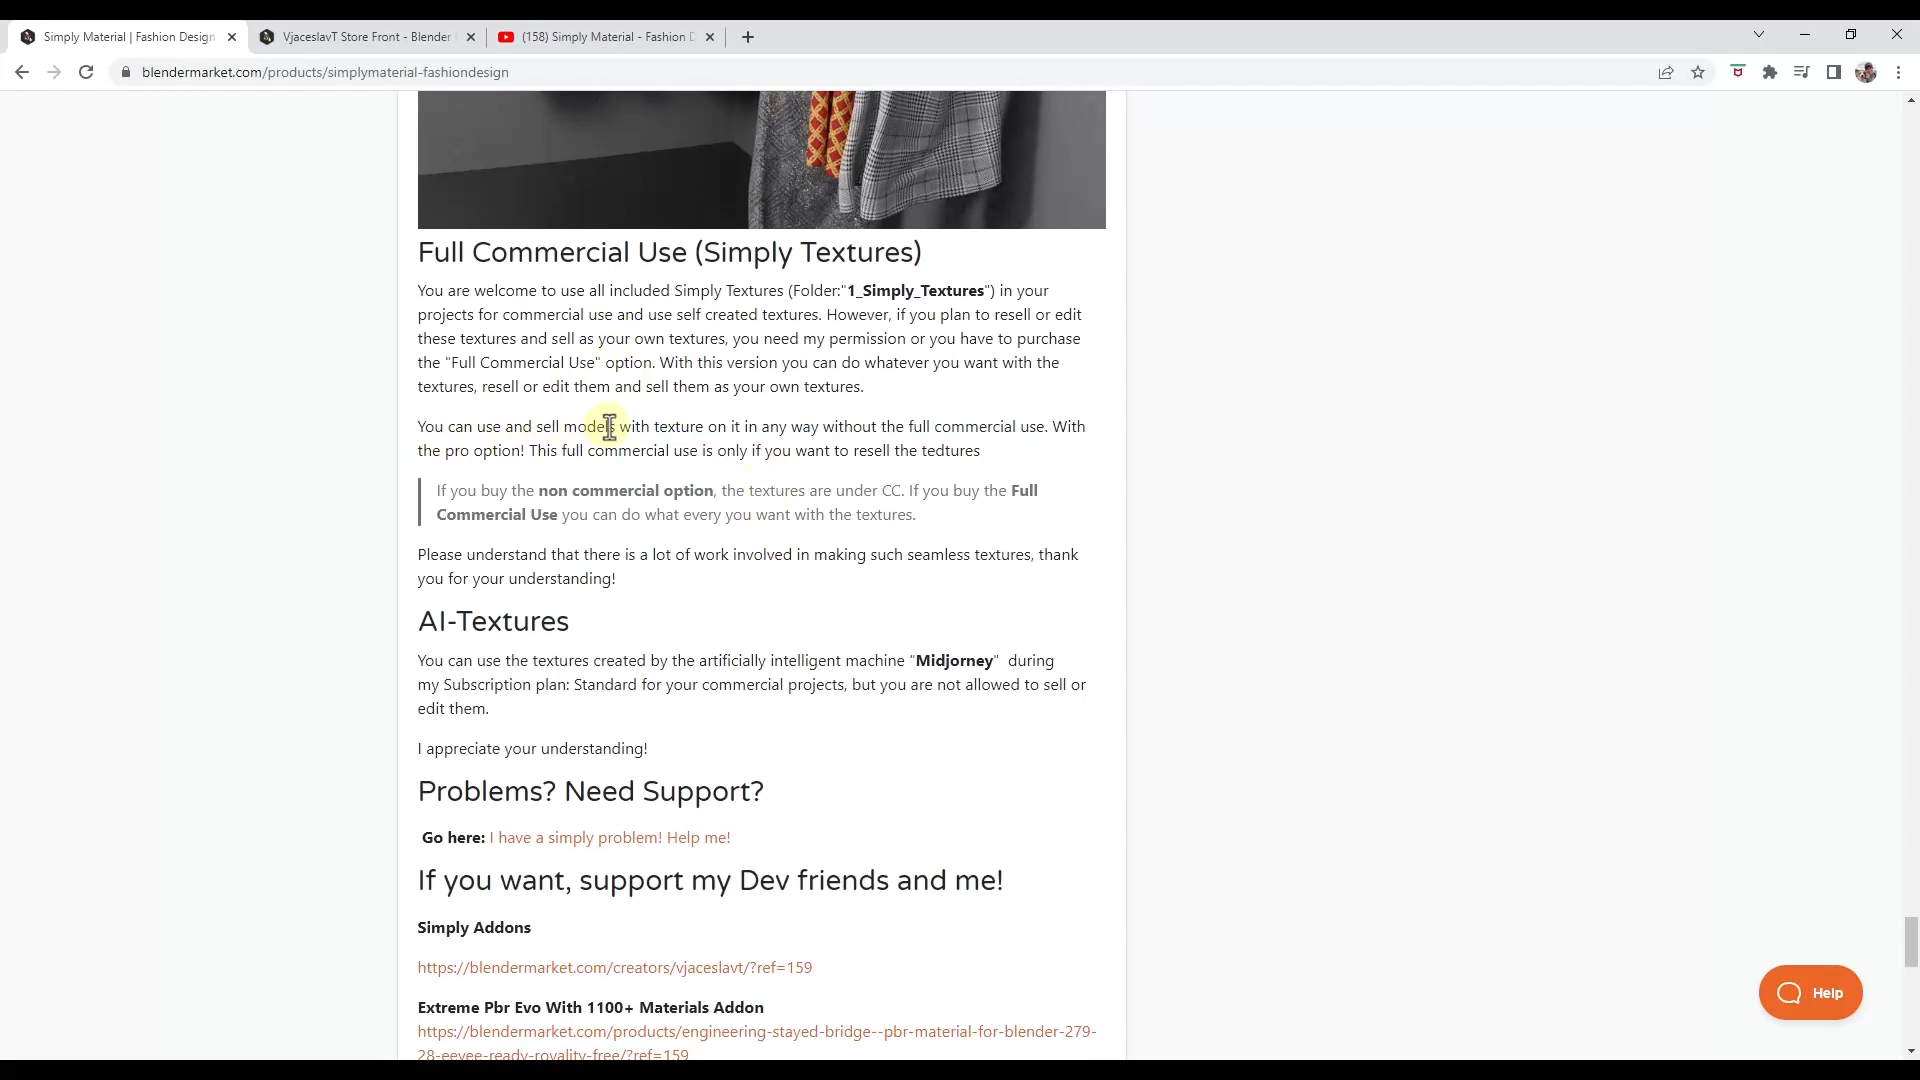 Simply Material | Fashion Design
VjaceslavT Store Front - Blender
(158) Simply Material - Fashion D
blendermarket.com/products/simplymaterial-fashiondesign
Full Commercial Use (Simply Textures)
You are welcome to use all included Simply Textures (Folder:"1_Simply_Textures") in your
projects for commercial use and use self created textures. However, if you plan to resell or edit
these textures and sell as your own textures, you need my permission or you have to purchase
the "Full Commercial Use" option. With this version you can do whatever you want with the
textures, resell or edit them and sell them as your own textures.
You can use and sell models with texture on it in any way without the full commercial use. With
the pro option! This full commercial use is only if you want to resell the tedtures
If you buy the non commercial option, the textures are under CC. If you buy the Full
Commercial Use you can do what every you want with the textures.
Please understand that there is a lot of work involved in making such seamless textures, thank
you for your understanding!
AI-Textures
You can use the textures created by the artificially intelligent machine "Midjorney" during
my Subscription plan: Standard for your commercial projects, but you are not allowed to sell or
edit them.
I appreciate your understanding!
Problems? Need Support?
Go here: I have a simply problem! Help me!
If you want, support my Dev friends and me!
Simply Addons
https://blendermarket.com/creators/vjaceslavt/?ref=159
Help
Extreme Pbr Evo With 1100+ Materials Addon
https://blendermarket.com/products/engineering-stayed-bridge--pbr-material-for-blender-279-
28-eevee-ready-royality-free/?ref=159